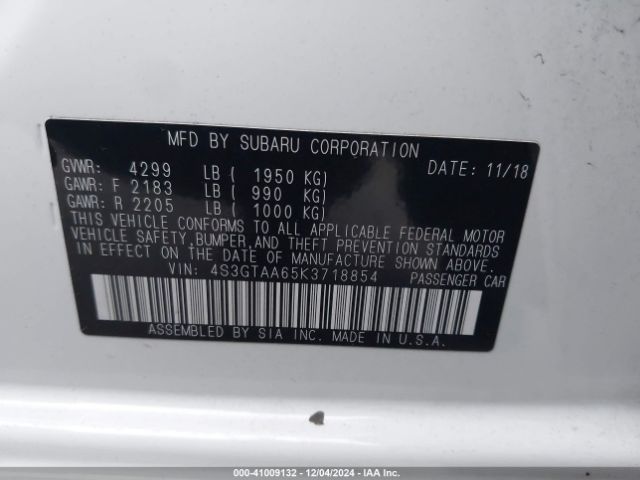 MFD BY SUBARU CORPORATION
GVWR: 4299 LB ( 1950 KG) DATE: 11/18
GAWR: F 2183 LB ( 990 KG)
GAWR: R 2205 LB ( 1000 KG)
THIS VEHICLE CONFORMS TO ALL APPLICABLE FEDERAL MOTOR
VEHICLE SAFETY,BUMPER,AND THEFT PREVENTION STANDARDS
IN EFFECT ON THE DATE OF MANUFACTURE SHOWN ABOVE.
VIN: 4S3GTAA65K3718854 PASSENGER CAR
ASSEMBLED BY SIA INC. MADE IN U.S.A.
000-41009132 - 12/04/2024 - IAA Inc.